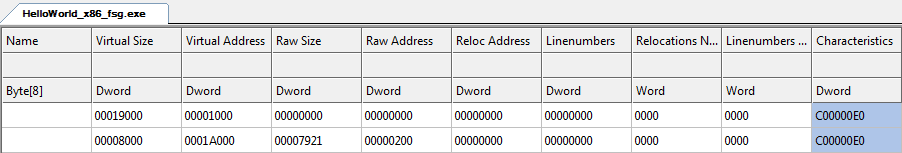 HelloWorld_x86_fsg.exe
Name Virtual Size Virtual Address Raw Size Raw Address Reloc Address Linenumbers Relocations N... Linenumbers ... Characteristics
Byte[8] Dword Dword Dword Dword Dword Dword Word Word Dword
00019000 00001000 00000000 00000000 00000000 00000000 0000 0000 C00000E0
00008000 0001A000 00007921 00000200 00000000 00000000 0000 0000 C00000E0